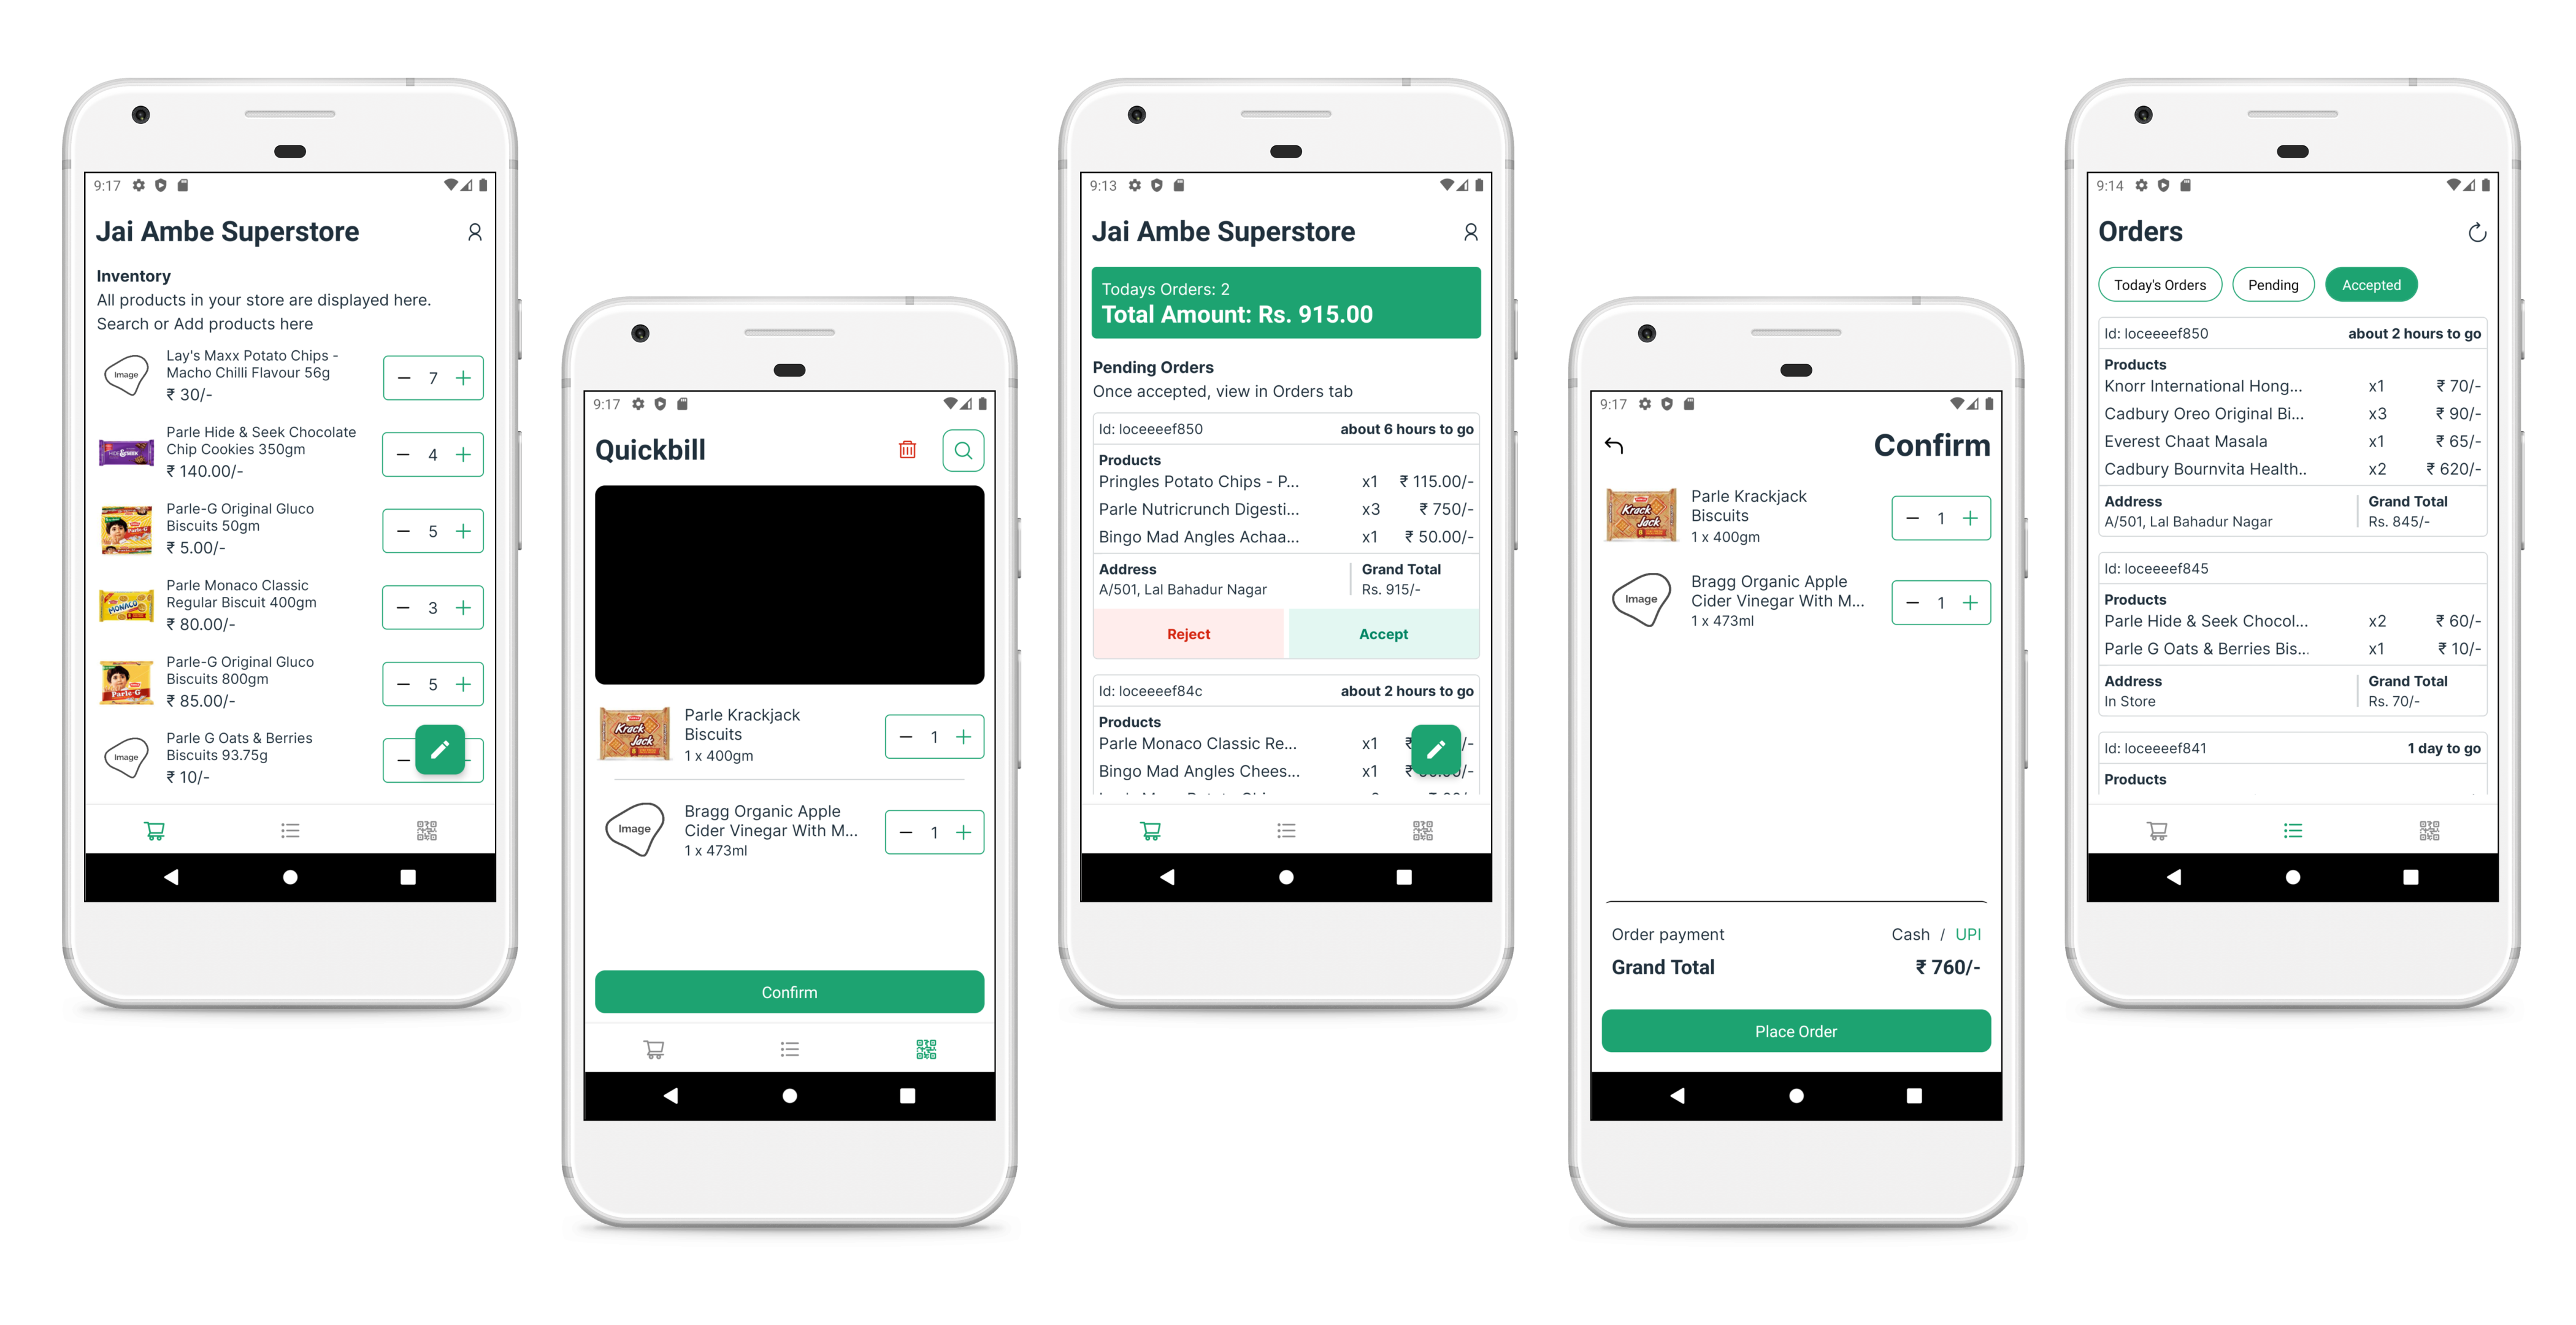 9:17
Jai Ambe Superstore
Inventory
All products in your store are displayed here.
Search or Add products here
Image
Lay's Maxx Potato Chips -
Macho Chilli Flavour 56g
₹ 30/-
− 7 +
HIDE&SEEK
Parle Hide & Seek Chocolate
Chip Cookies 350gm
₹ 140.00/-
− 4 +
Parle-G
Parle-G Original Gluco
Biscuits 50gm
₹ 5.00/-
− 5 +
MONACO
Parle Monaco Classic
Regular Biscuit 400gm
₹ 80.00/-
− 3 +
Parle-G
Parle-G Original Gluco
Biscuits 800gm
₹ 85.00/-
− 5 +
Image
Parle G Oats & Berries
Biscuits 93.75g
₹ 10/-
−
9:17
Quickbill
Krack Jack
Parle Krackjack
Biscuits
1 x 400gm
− 1 +
Image
Bragg Organic Apple
Cider Vinegar With M...
1 x 473ml
− 1 +
Confirm
9:13
Jai Ambe Superstore
Todays Orders: 2
Total Amount: Rs. 915.00
Pending Orders
Once accepted, view in Orders tab
Id: loceeeef850 about 6 hours to go
Products
Pringles Potato Chips - P... x1 ₹ 115.00/-
Parle Nutricrunch Digesti... x3 ₹ 750/-
Bingo Mad Angles Achaa... x1 ₹ 50.00/-
Address Grand Total
A/501, Lal Bahadur Nagar Rs. 915/-
Reject Accept
Id: loceeeef84c about 2 hours to go
Products
Parle Monaco Classic Re... x1 ₹ /-
Bingo Mad Angles Chees... x1 ₹ /-
9:17
Confirm
Krack Jack
Parle Krackjack
Biscuits
1 x 400gm
− 1 +
Image
Bragg Organic Apple
Cider Vinegar With M...
1 x 473ml
− 1 +
Order payment Cash / UPI
Grand Total ₹ 760/-
Place Order
9:14
Orders
Today's Orders Pending Accepted
Id: loceeeef850 about 2 hours to go
Products
Knorr International Hong... x1 ₹ 70/-
Cadbury Oreo Original Bi... x3 ₹ 90/-
Everest Chaat Masala x1 ₹ 65/-
Cadbury Bournvita Health.. x2 ₹ 620/-
Address Grand Total
A/501, Lal Bahadur Nagar Rs. 845/-
Id: loceeeef845
Products
Parle Hide & Seek Chocol... x2 ₹ 60/-
Parle G Oats & Berries Bis... x1 ₹ 10/-
Address Grand Total
In Store Rs. 70/-
Id: loceeeef841 1 day to go
Products